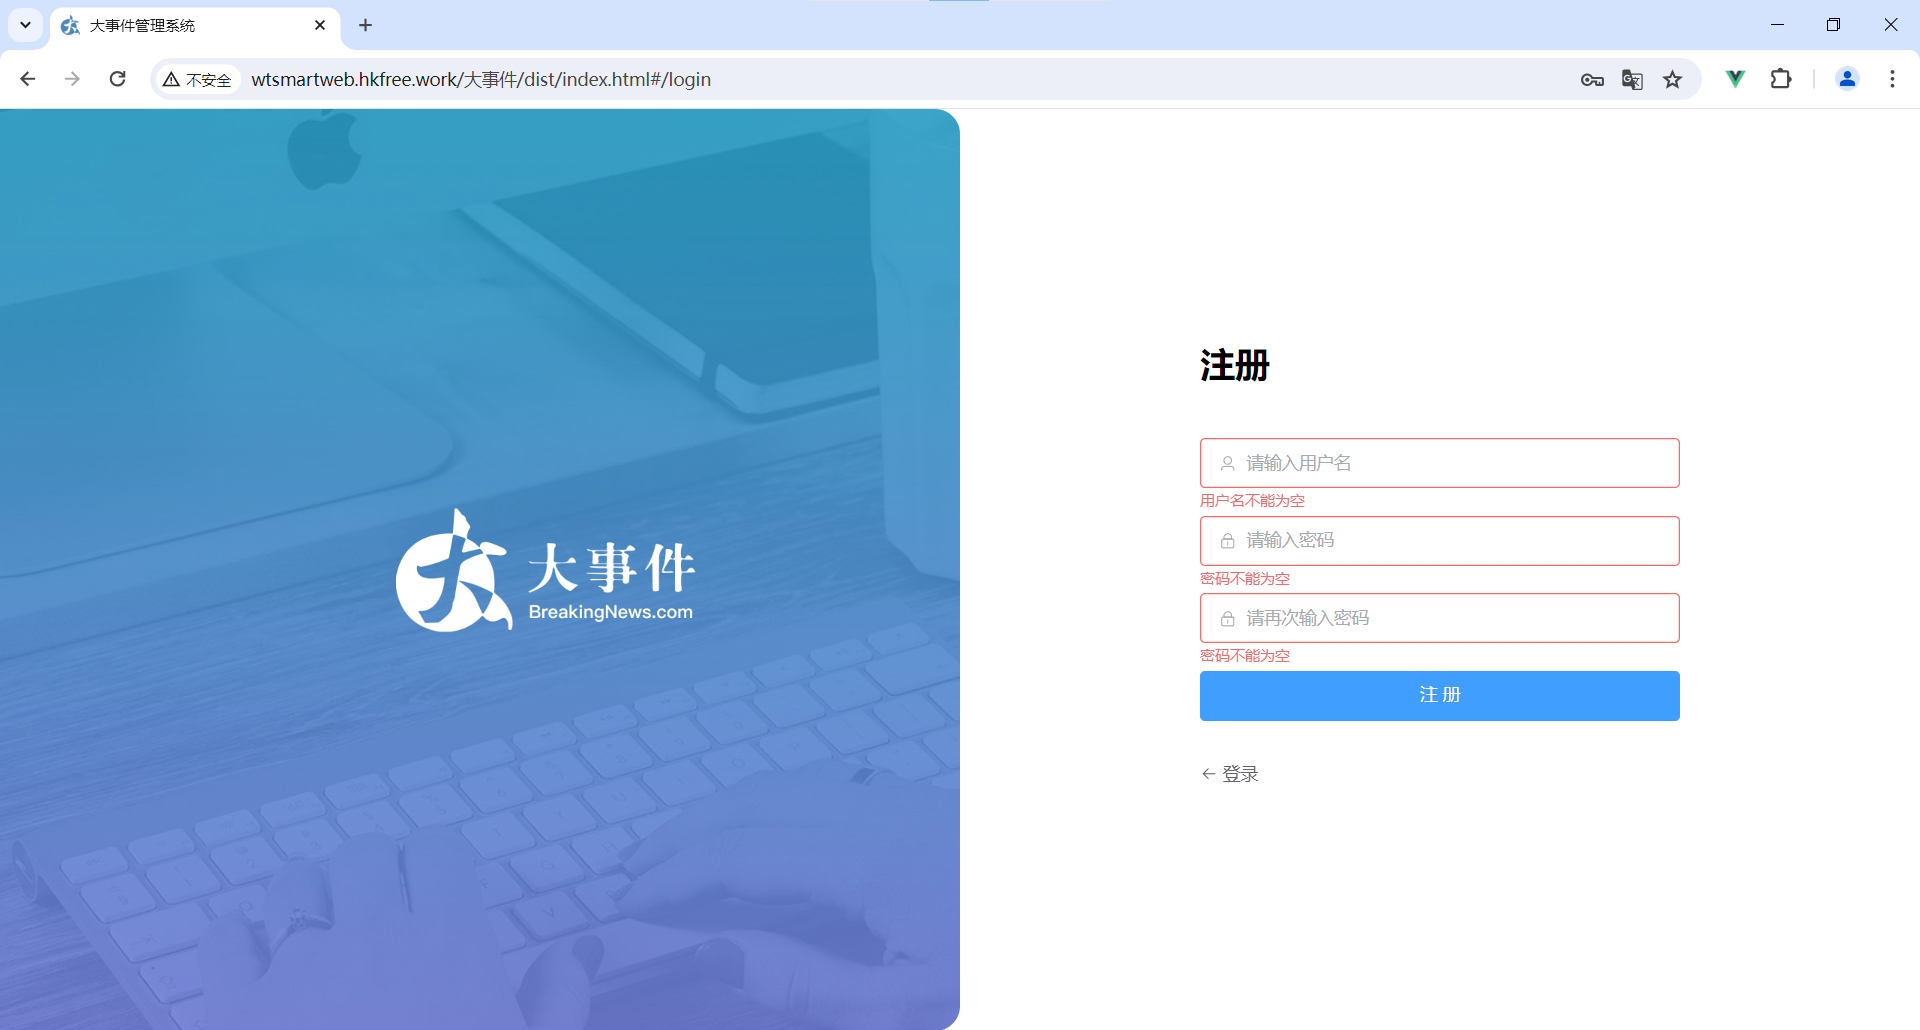 大事件管理系统
不安全
wtsmartweb.hkfree.work/大事件/dist/index.html#/login
大事件
BreakingNews.com
注册
请输入用户名
用户名不能为空
请输入密码
密码不能为空
请再次输入密码
密码不能为空
注 册
登录